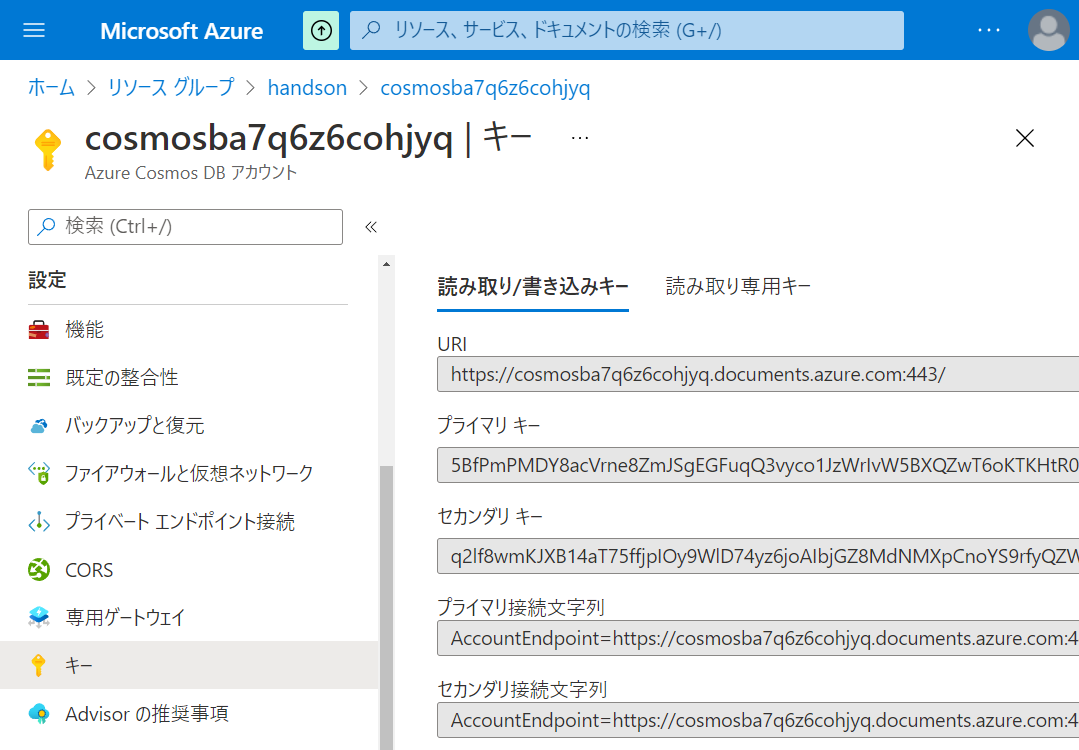 Microsoft Azure
リソース、サービス、ドキュメントの検索 (G+/)
ホーム > リソース グループ > handson > cosmosba7q6z6cohjyq
cosmosba7q6z6cohjyq | キー
Azure Cosmos DB アカウント
検索 (Ctrl+/)
設定
機能
既定の整合性
バックアップと復元
ファイアウォールと仮想ネットワーク
プライベート エンドポイント接続
CORS
専用ゲートウェイ
キー
Advisor の推奨事項
読み取り/書き込みキー 読み取り専用キー
URI
https://cosmosba7q6z6cohjyq.documents.azure.com:443/
プライマリ キー
5BfPmPMDY8acVrne8ZmJSgEGFuqQ3vyco1JzWrIvW5BXQZwT6oKTKHtR0
セカンダリ キー
q2lf8wmKJXB14aT75ffjpIOy9WlD74yz6joAIbjGZ8MdNMXpCnoYS9rfyQZW
プライマリ接続文字列
AccountEndpoint=https://cosmosba7q6z6cohjyq.documents.azure.com:4
セカンダリ接続文字列
AccountEndpoint=https://cosmosba7q6z6cohjyq.documents.azure.com:4